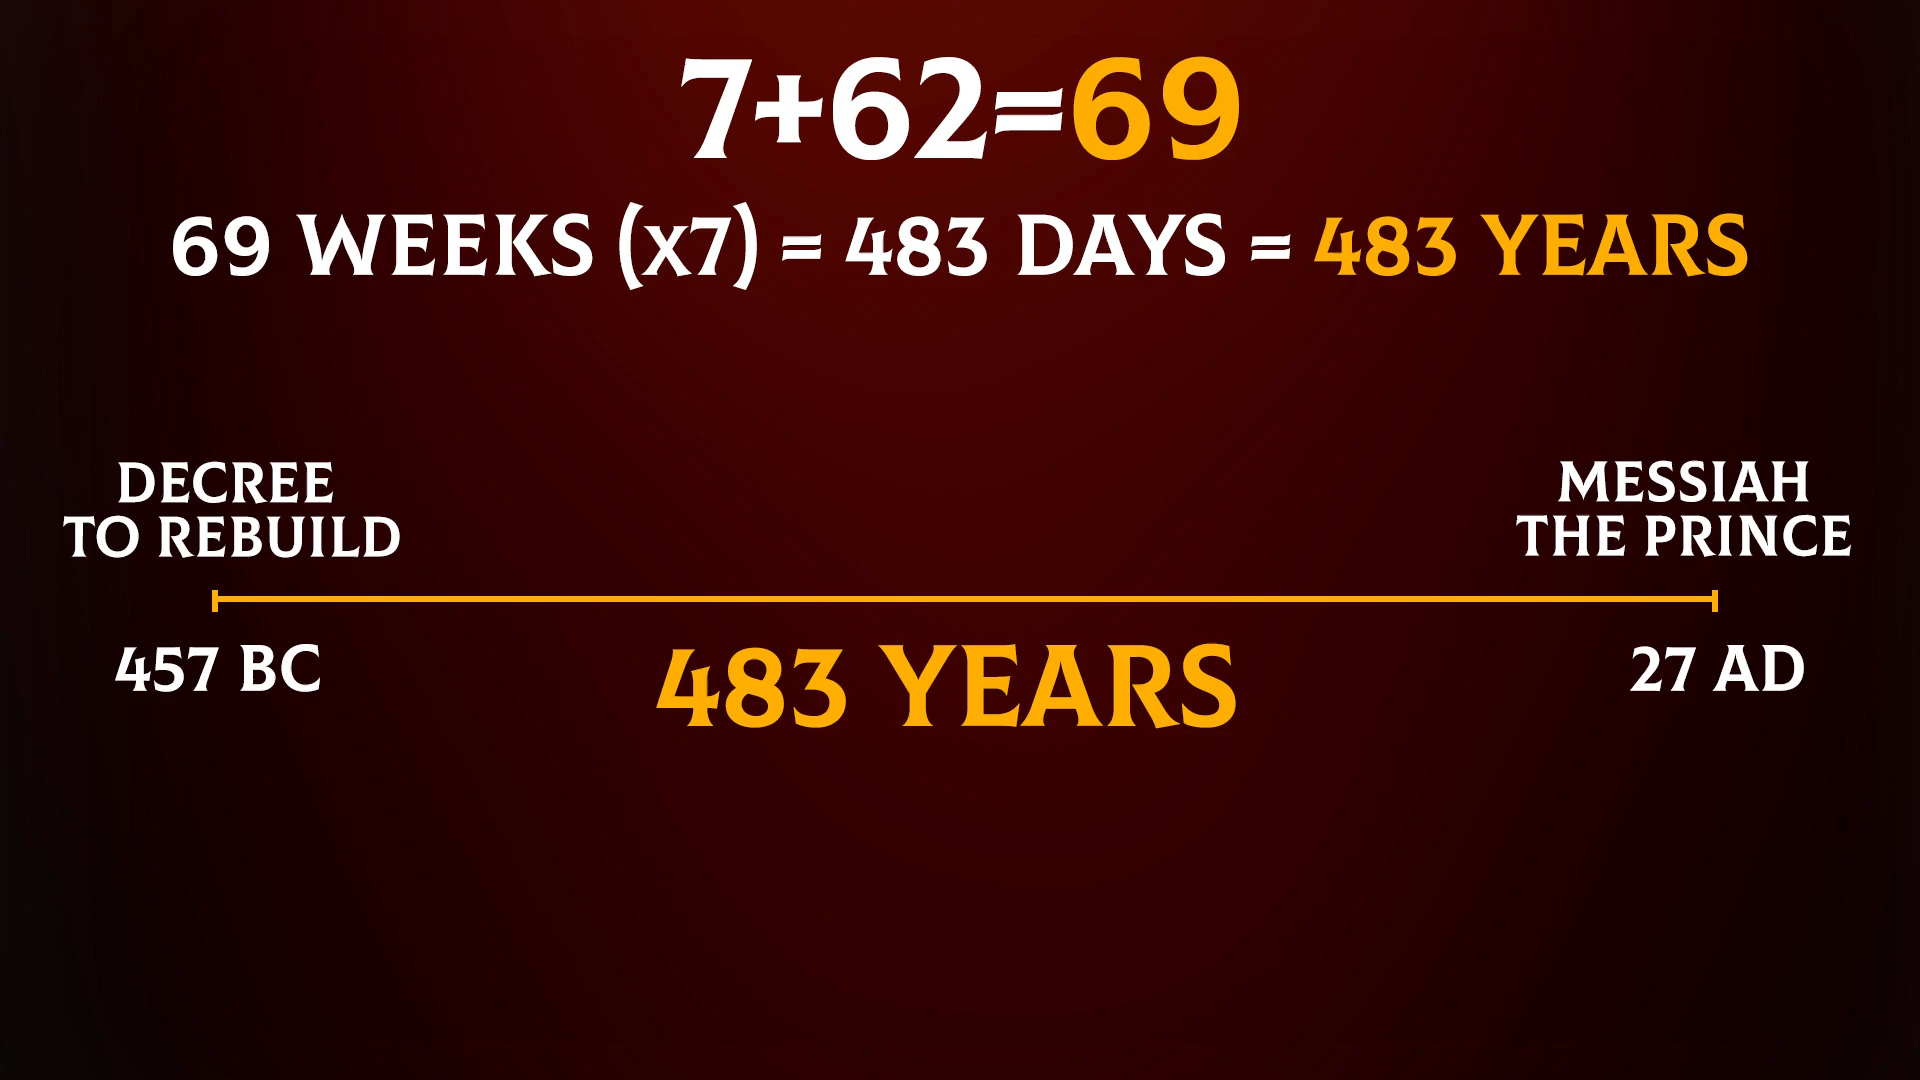 7+62=69
69 WEEKS (X7) = 483 DAYS = 483 YEARS
DECREE
TO REBUILD
MESSIAH
THE PRINCE
457 BC
483 YEARS
27 AD